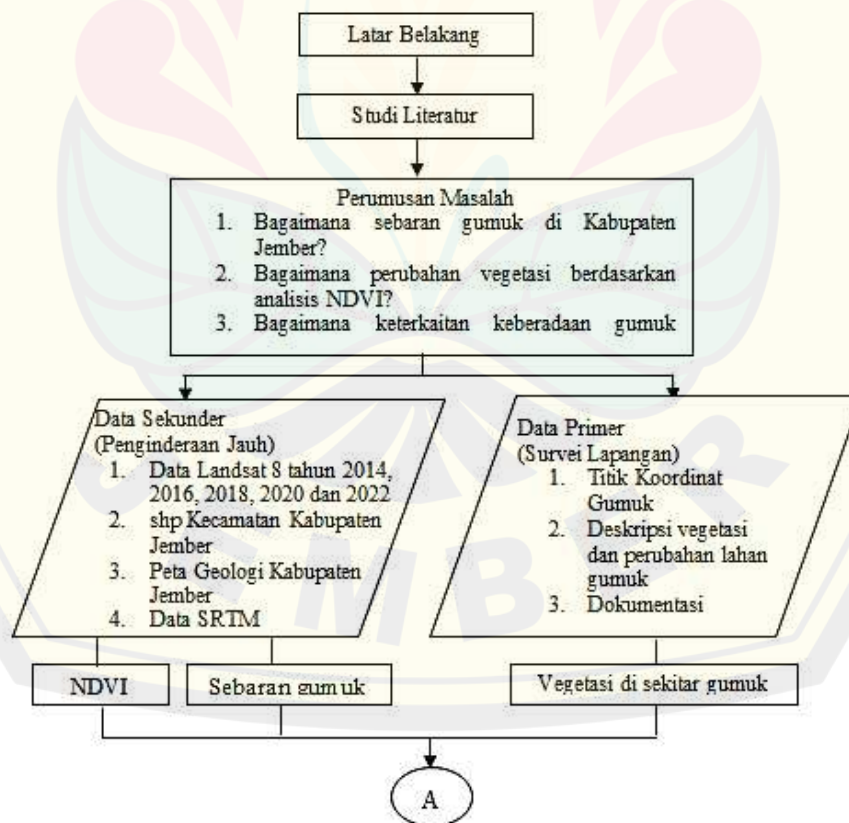 Latar Belakang
Studi Literatur
Perumusan Masalah
1. Bagaimana sebaran gumuk di Kabupaten
Jember?
2. Bagaimana perubahan vegetasi berdasarkan
analisis NDVI?
3. Bagaimana keterkaitan keberadaan gumuk
Data Sekunder
(Penginderaan Jauh)
1. Data Landsat 8 tahun 2014,
2016, 2018, 2020 dan 2022
2. shp Kecamatan Kabupaten
Jember
3. Peta Geologi Kabupaten
Jember
4. Data SRTM
Data Primer
(Survei Lapangan)
1. Titik Koordinat
Gumuk
2. Deskripsi vegetasi
dan perubahan lahan
gumuk
3. Dokumentasi
NDVI
Sebaran gumuk
Vegetasi di sekitar gumuk
A
JEMBER